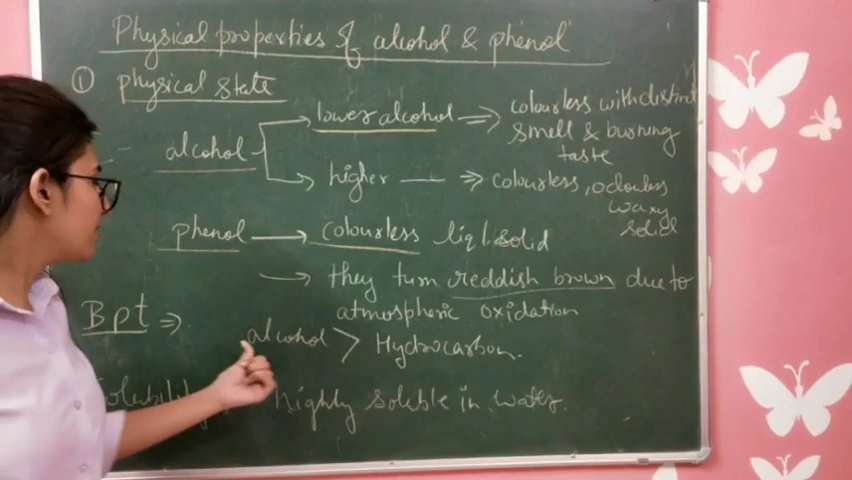 Physical properties of alcohol & phenol
① physical state
lower alcohol ⇒ colourless with distinct
smell & burning
taste
alcohol
higher ⇒ colourless, odourless
waxy
solid
phenol → colourless liq/solid
→ they turn reddish brown due to
atmospheric oxidation
Bpt ⇒ alcohol > Hydrocarbon.
Solubility highly soluble in water.